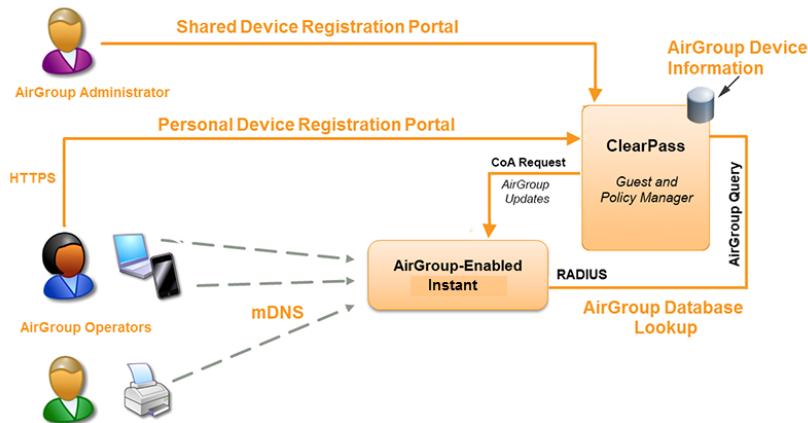 Shared Device Registration Portal
AirGroup Device
Information
AirGroup Administrator
Personal Device Registration Portal
ClearPass
CoA Request
HTTPS
AirGroup
Updates
Guest and
Policy Manager
AirGroup Query
AirGroup-Enabled
Instant
RADIUS
mDNS
AirGroup Database
Lookup
AirGroup Operators